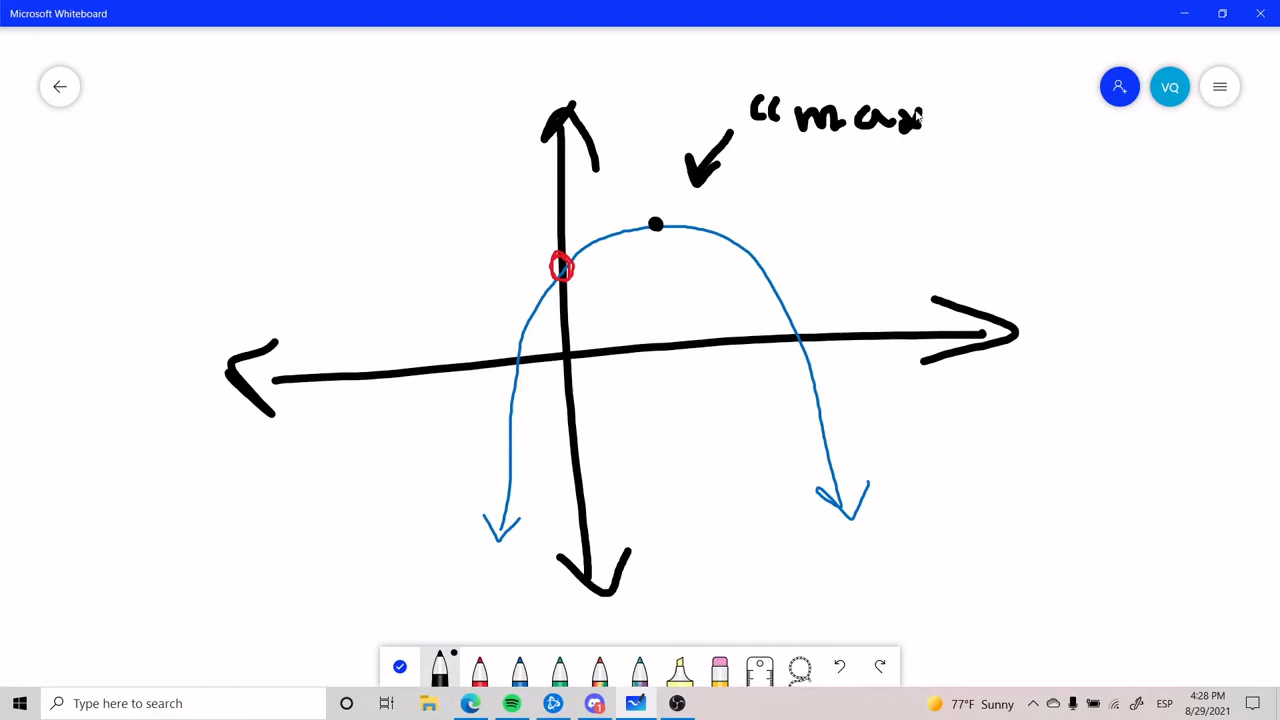 Microsoft Whiteboard
VQ
“max
Type here to search
77°F Sunny
ESP
4:28 PM
8/29/2021